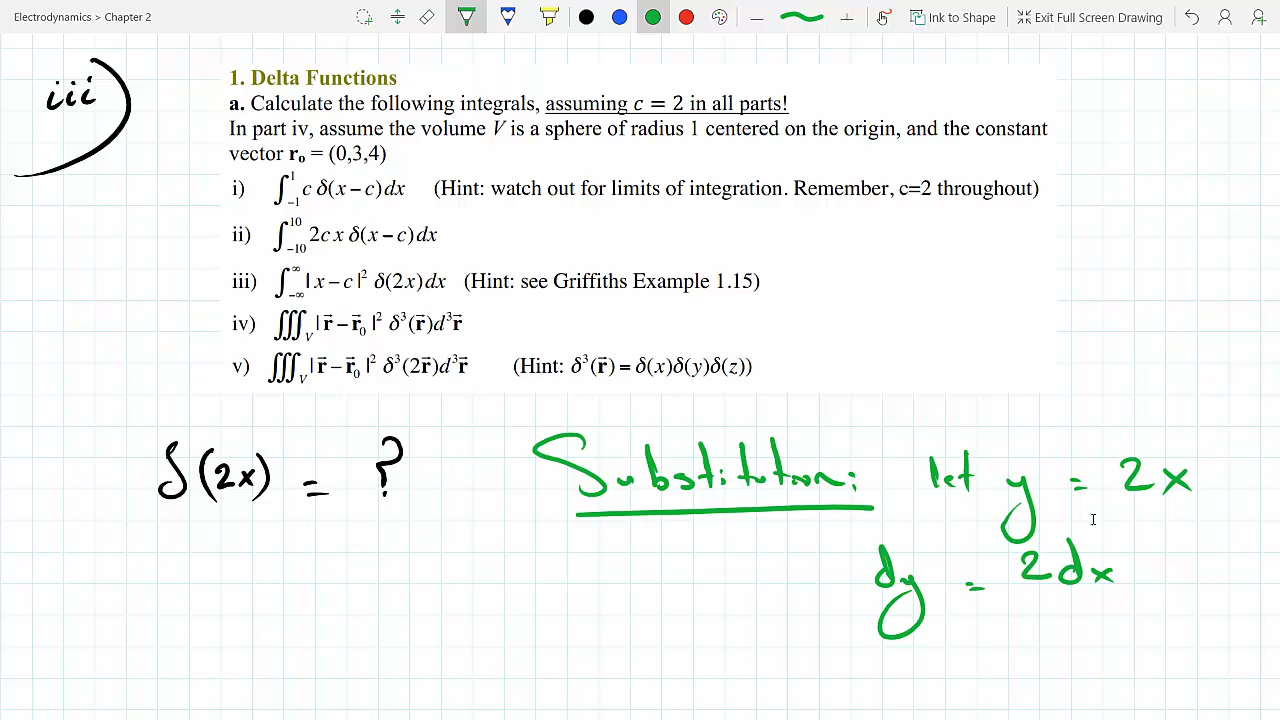 Electrodynamics > Chapter 2
Ink to Shape
Exit Full Screen Drawing
iii)
1. Delta Functions
a. Calculate the following integrals, assuming c = 2 in all parts!
In part iv, assume the volume V is a sphere of radius 1 centered on the origin, and the constant
vector r₀ = (0,3,4)
i) ∫₋₁¹ c δ(x−c)dx (Hint: watch out for limits of integration. Remember, c=2 throughout)
ii) ∫₋₁₀¹⁰ 2c x δ(x−c)dx
iii) ∫₋∞^∞ |x−c|² δ(2x)dx (Hint: see Griffiths Example 1.15)
iv) ∭_V |r⃗−r⃗₀|² δ³(r⃗)d³r⃗
v) ∭_V |r⃗−r⃗₀|² δ³(2r⃗)d³r⃗ (Hint: δ³(r⃗) = δ(x)δ(y)δ(z))
δ(2x) = ? Substitution: let y = 2x
dy = 2dx